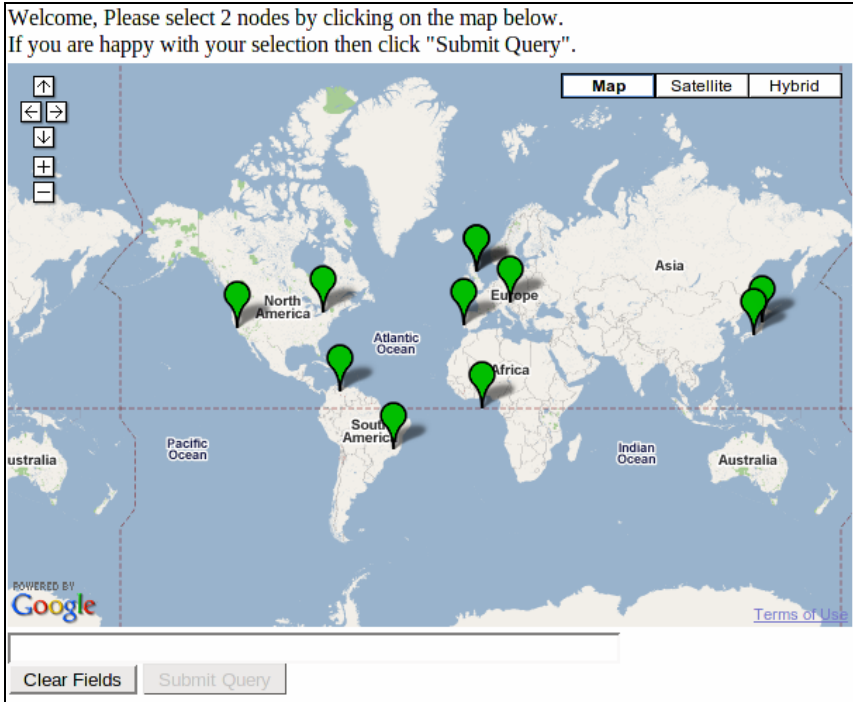 Welcome, Please select 2 nodes by clicking on the map below.
If you are happy with your selection then click "Submit Query".
Map Satellite Hybrid
Asia
North
America
Europe
Atlantic
Ocean
Africa
South
America
Pacific
Ocean
Indian
Ocean
ustralia
Australia
POWERED BY
Google
Terms of Use
Clear Fields Submit Query